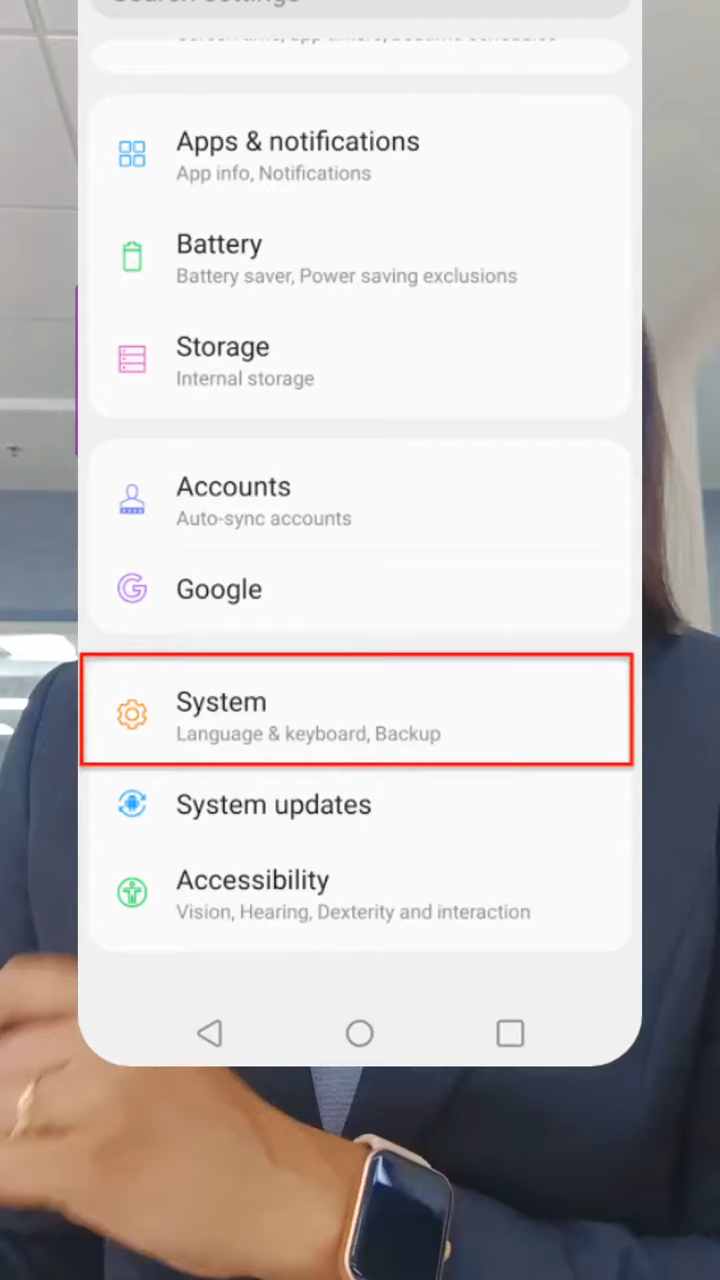 Apps & notifications
App info, Notifications
Battery
Battery saver, Power saving exclusions
Storage
Internal storage
Accounts
Auto-sync accounts
Google
System
Language & keyboard, Backup
System updates
Accessibility
Vision, Hearing, Dexterity and interaction